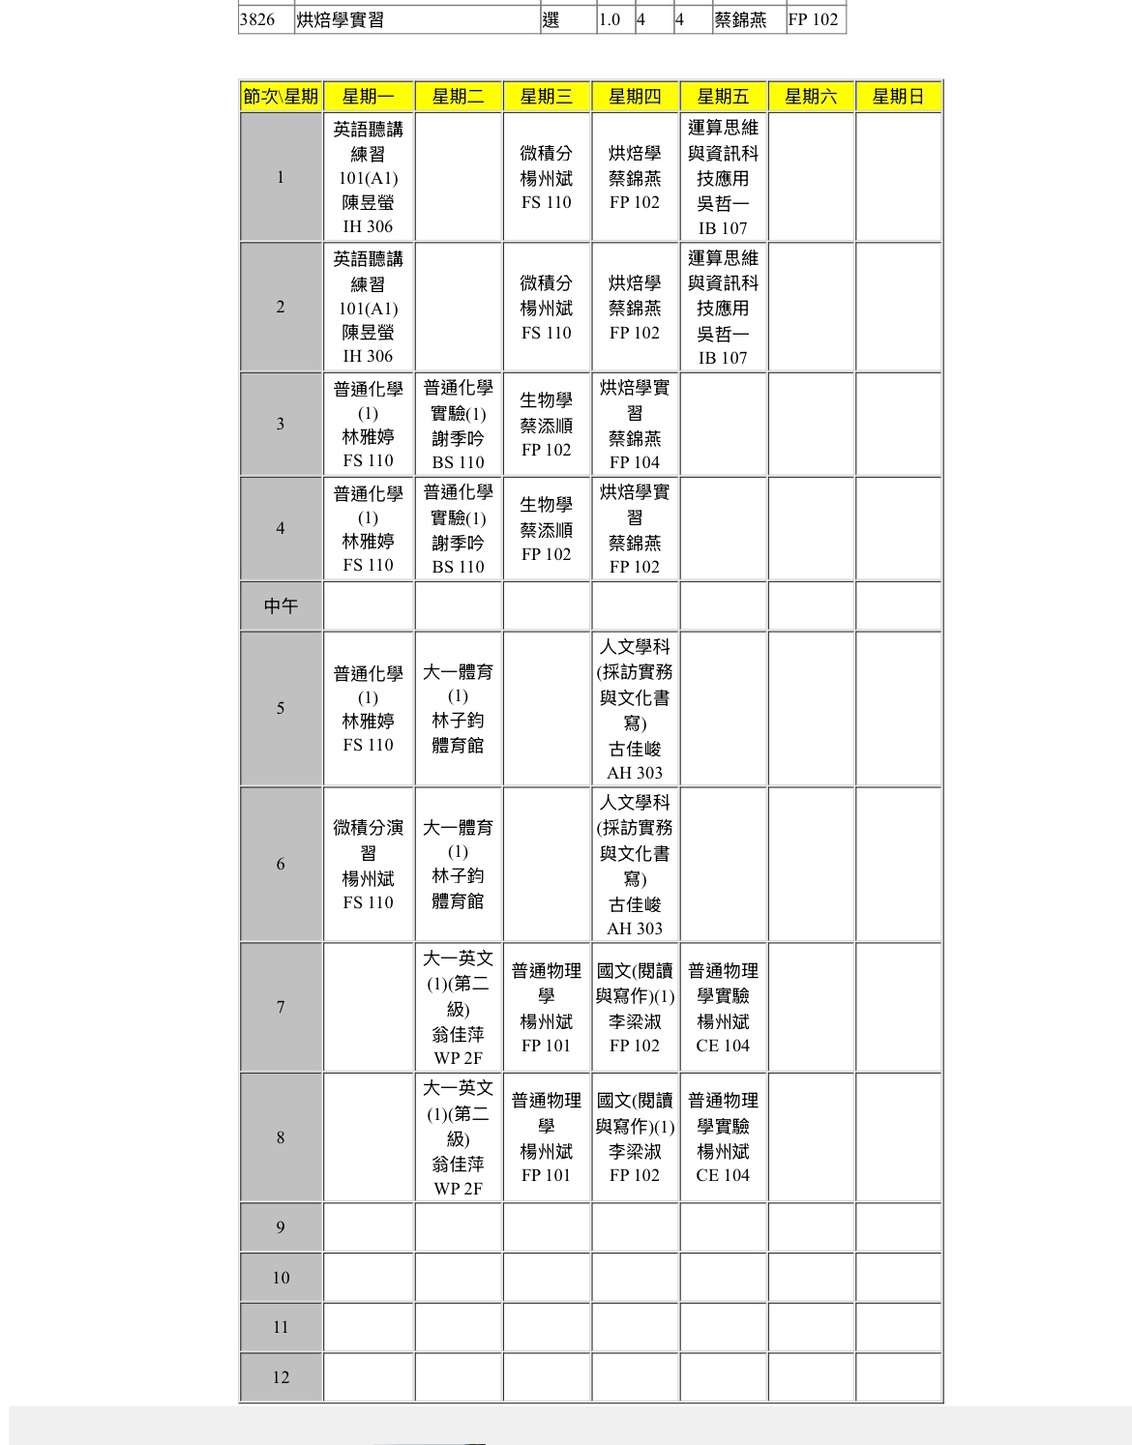 3826 烘焙學實習 選 1.0 4 4 蔡錦燕 FP 102
節次\星期 星期一 星期二 星期三 星期四 星期五 星期六 星期日
1
英語聽講
練習
101(A1)
陳昱螢
IH 306
微積分
楊州斌
FS 110
烘焙學
蔡錦燕
FP 102
運算思維
與資訊科
技應用
吳哲一
IB 107
2
英語聽講
練習
101(A1)
陳昱螢
IH 306
微積分
楊州斌
FS 110
烘焙學
蔡錦燕
FP 102
運算思維
與資訊科
技應用
吳哲一
IB 107
3
普通化學
(1)
林雅婷
FS 110
普通化學
實驗(1)
謝季吟
BS 110
生物學
蔡添順
FP 102
烘焙學實
習
蔡錦燕
FP 104
4
普通化學
(1)
林雅婷
FS 110
普通化學
實驗(1)
謝季吟
BS 110
生物學
蔡添順
FP 102
烘焙學實
習
蔡錦燕
FP 102
中午
5
普通化學
(1)
林雅婷
FS 110
大一體育
(1)
林子鈞
體育館
人文學科
(採訪實務
與文化書
寫)
古佳峻
AH 303
6
微積分演
習
楊州斌
FS 110
大一體育
(1)
林子鈞
體育館
人文學科
(採訪實務
與文化書
寫)
古佳峻
AH 303
7
大一英文
(1)(第二
級)
翁佳萍
WP 2F
普通物理
學
楊州斌
FP 101
國文(閱讀
與寫作)(1)
李梁淑
FP 102
普通物理
學實驗
楊州斌
CE 104
8
大一英文
(1)(第二
級)
翁佳萍
WP 2F
普通物理
學
楊州斌
FP 101
國文(閱讀
與寫作)(1)
李梁淑
FP 102
普通物理
學實驗
楊州斌
CE 104
9
10
11
12